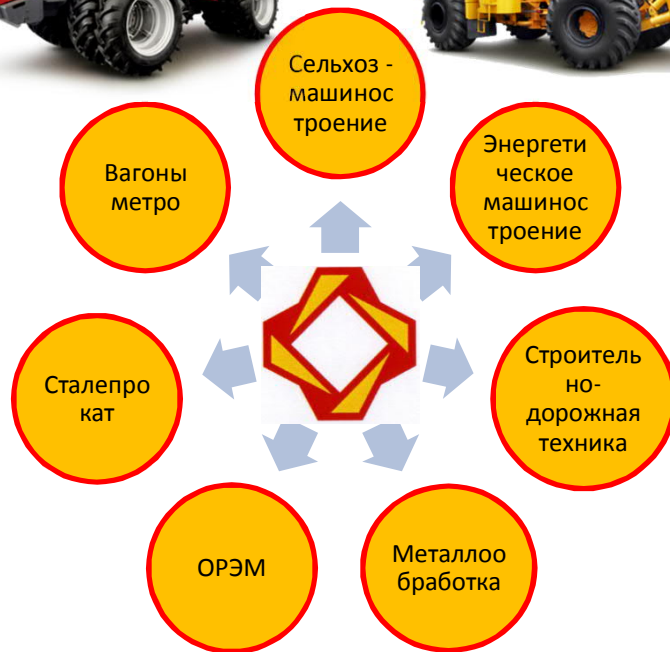 Сельхоз -
машинос
троение
Энергети
ческое
машинос
троение
Строитель
но-
дорожная
техника
Металлоо
бработка
ОРЭМ
Сталепро
кат
Вагоны
метро